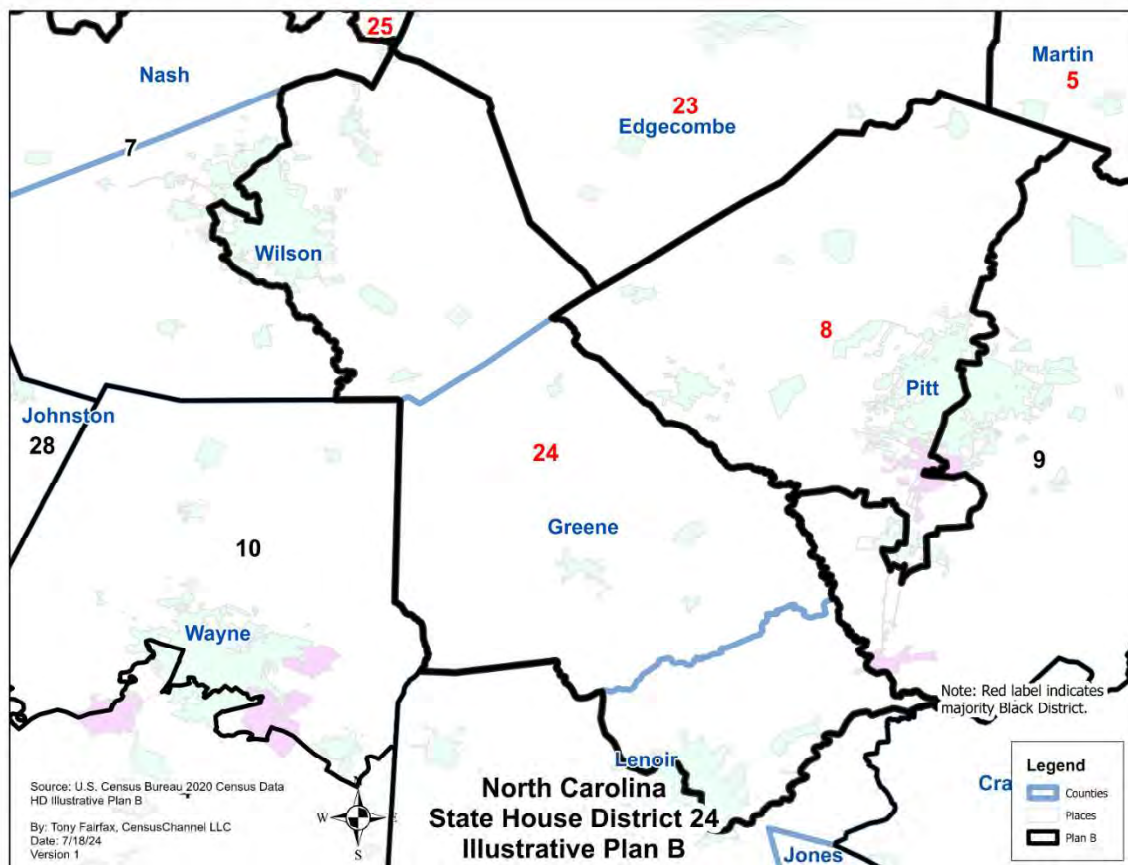 25
Nash
Martin
5
23
Edgecombe
7
Wilson
8
Pitt
Johnston
28
24
9
Greene
10
Wayne
Note: Red label indicates
majority Black District.
Lenoir
Cra
Jones
Source: U.S. Census Bureau 2020 Census Data
HD Illustrative Plan B
By: Tony Fairfax, CensusChannel LLC
Date: 7/18/24
Version 1
W
E
S
North Carolina
State House District 24
Illustrative Plan B
Legend
Counties
Places
Plan B